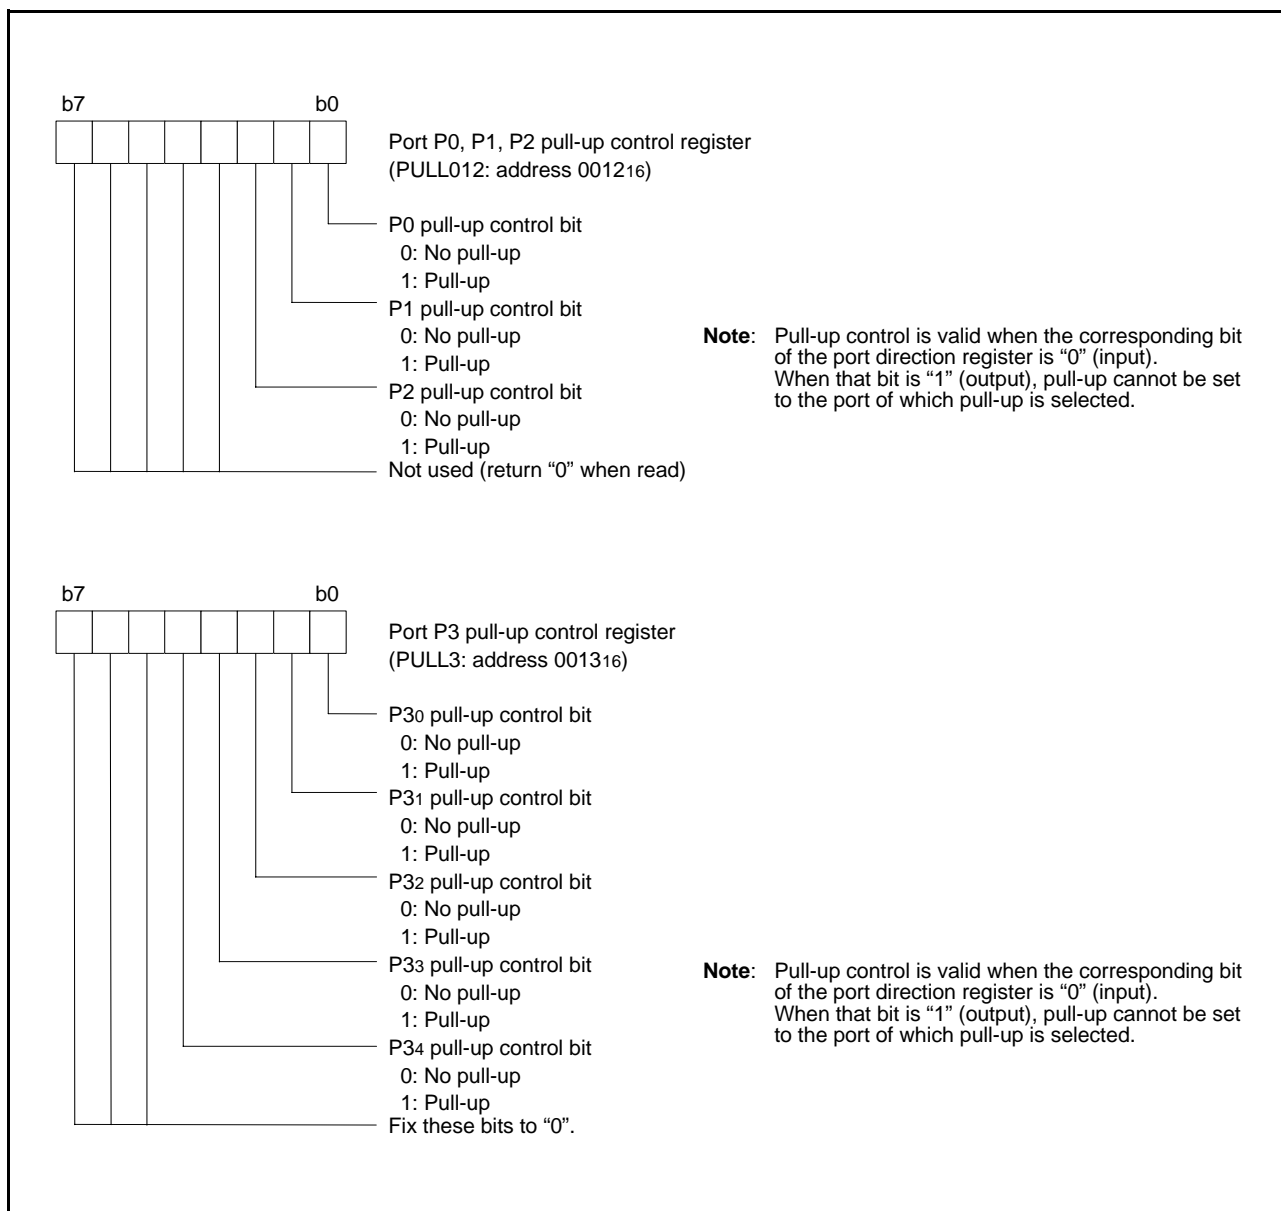 b7 b0
Port P0, P1, P2 pull-up control register
(PULL012: address 001216)
P0 pull-up control bit
0: No pull-up
1: Pull-up
P1 pull-up control bit
0: No pull-up
1: Pull-up
P2 pull-up control bit
0: No pull-up
1: Pull-up
Not used (return “0” when read)
Note: Pull-up control is valid when the corresponding bit
of the port direction register is “0” (input).
When that bit is “1” (output), pull-up cannot be set
to the port of which pull-up is selected.
b7 b0
Port P3 pull-up control register
(PULL3: address 001316)
P30 pull-up control bit
0: No pull-up
1: Pull-up
P31 pull-up control bit
0: No pull-up
1: Pull-up
P32 pull-up control bit
0: No pull-up
1: Pull-up
P33 pull-up control bit
0: No pull-up
1: Pull-up
P34 pull-up control bit
0: No pull-up
1: Pull-up
Fix these bits to “0”.
Note: Pull-up control is valid when the corresponding bit
of the port direction register is “0” (input).
When that bit is “1” (output), pull-up cannot be set
to the port of which pull-up is selected.